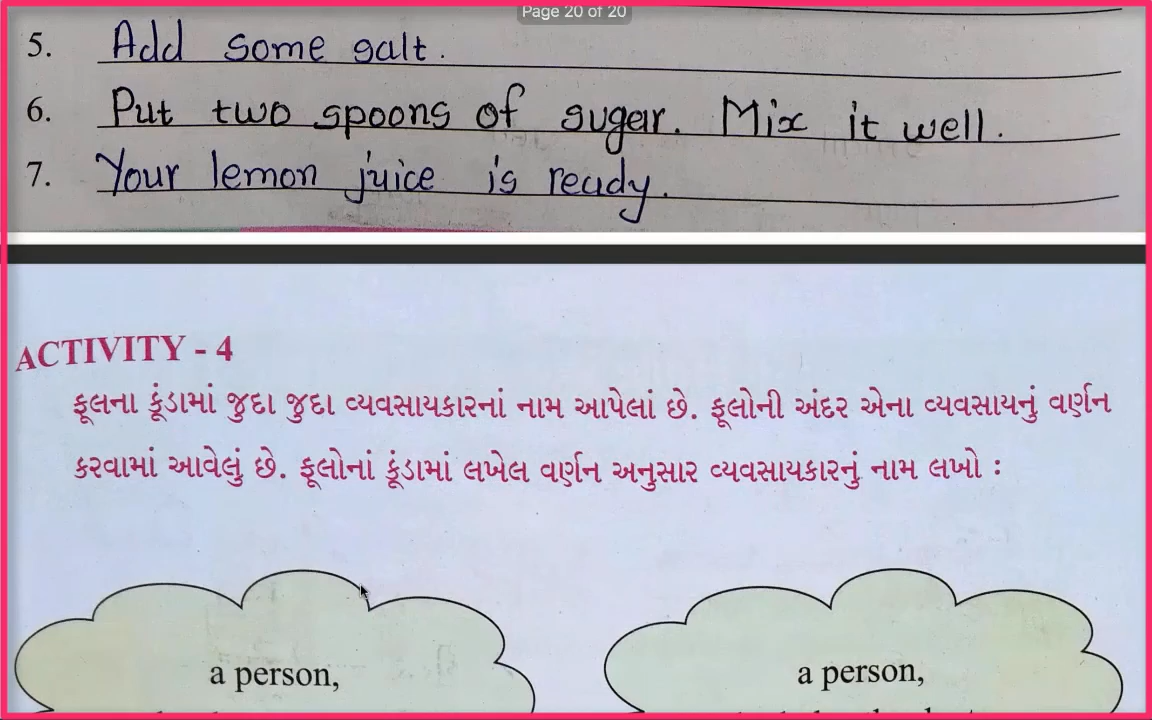 Page 20 of 20
5. Add some salt.
6. Put two spoons of sugar. Mix it well.
7. Your lemon juice is ready.
ACTIVITY - 4
ફૂલના કૂંડામાં જુદા જુદા વ્યવસાયકારનાં નામ આપેલાં છે. ફૂલોની અંદર એના વ્યવસાયનું વર્ણન
કરવામાં આવેલું છે. ફૂલોનાં કૂંડામાં લખેલ વર્ણન અનુસાર વ્યવસાયકારનું નામ લખો :
a person,
a person,